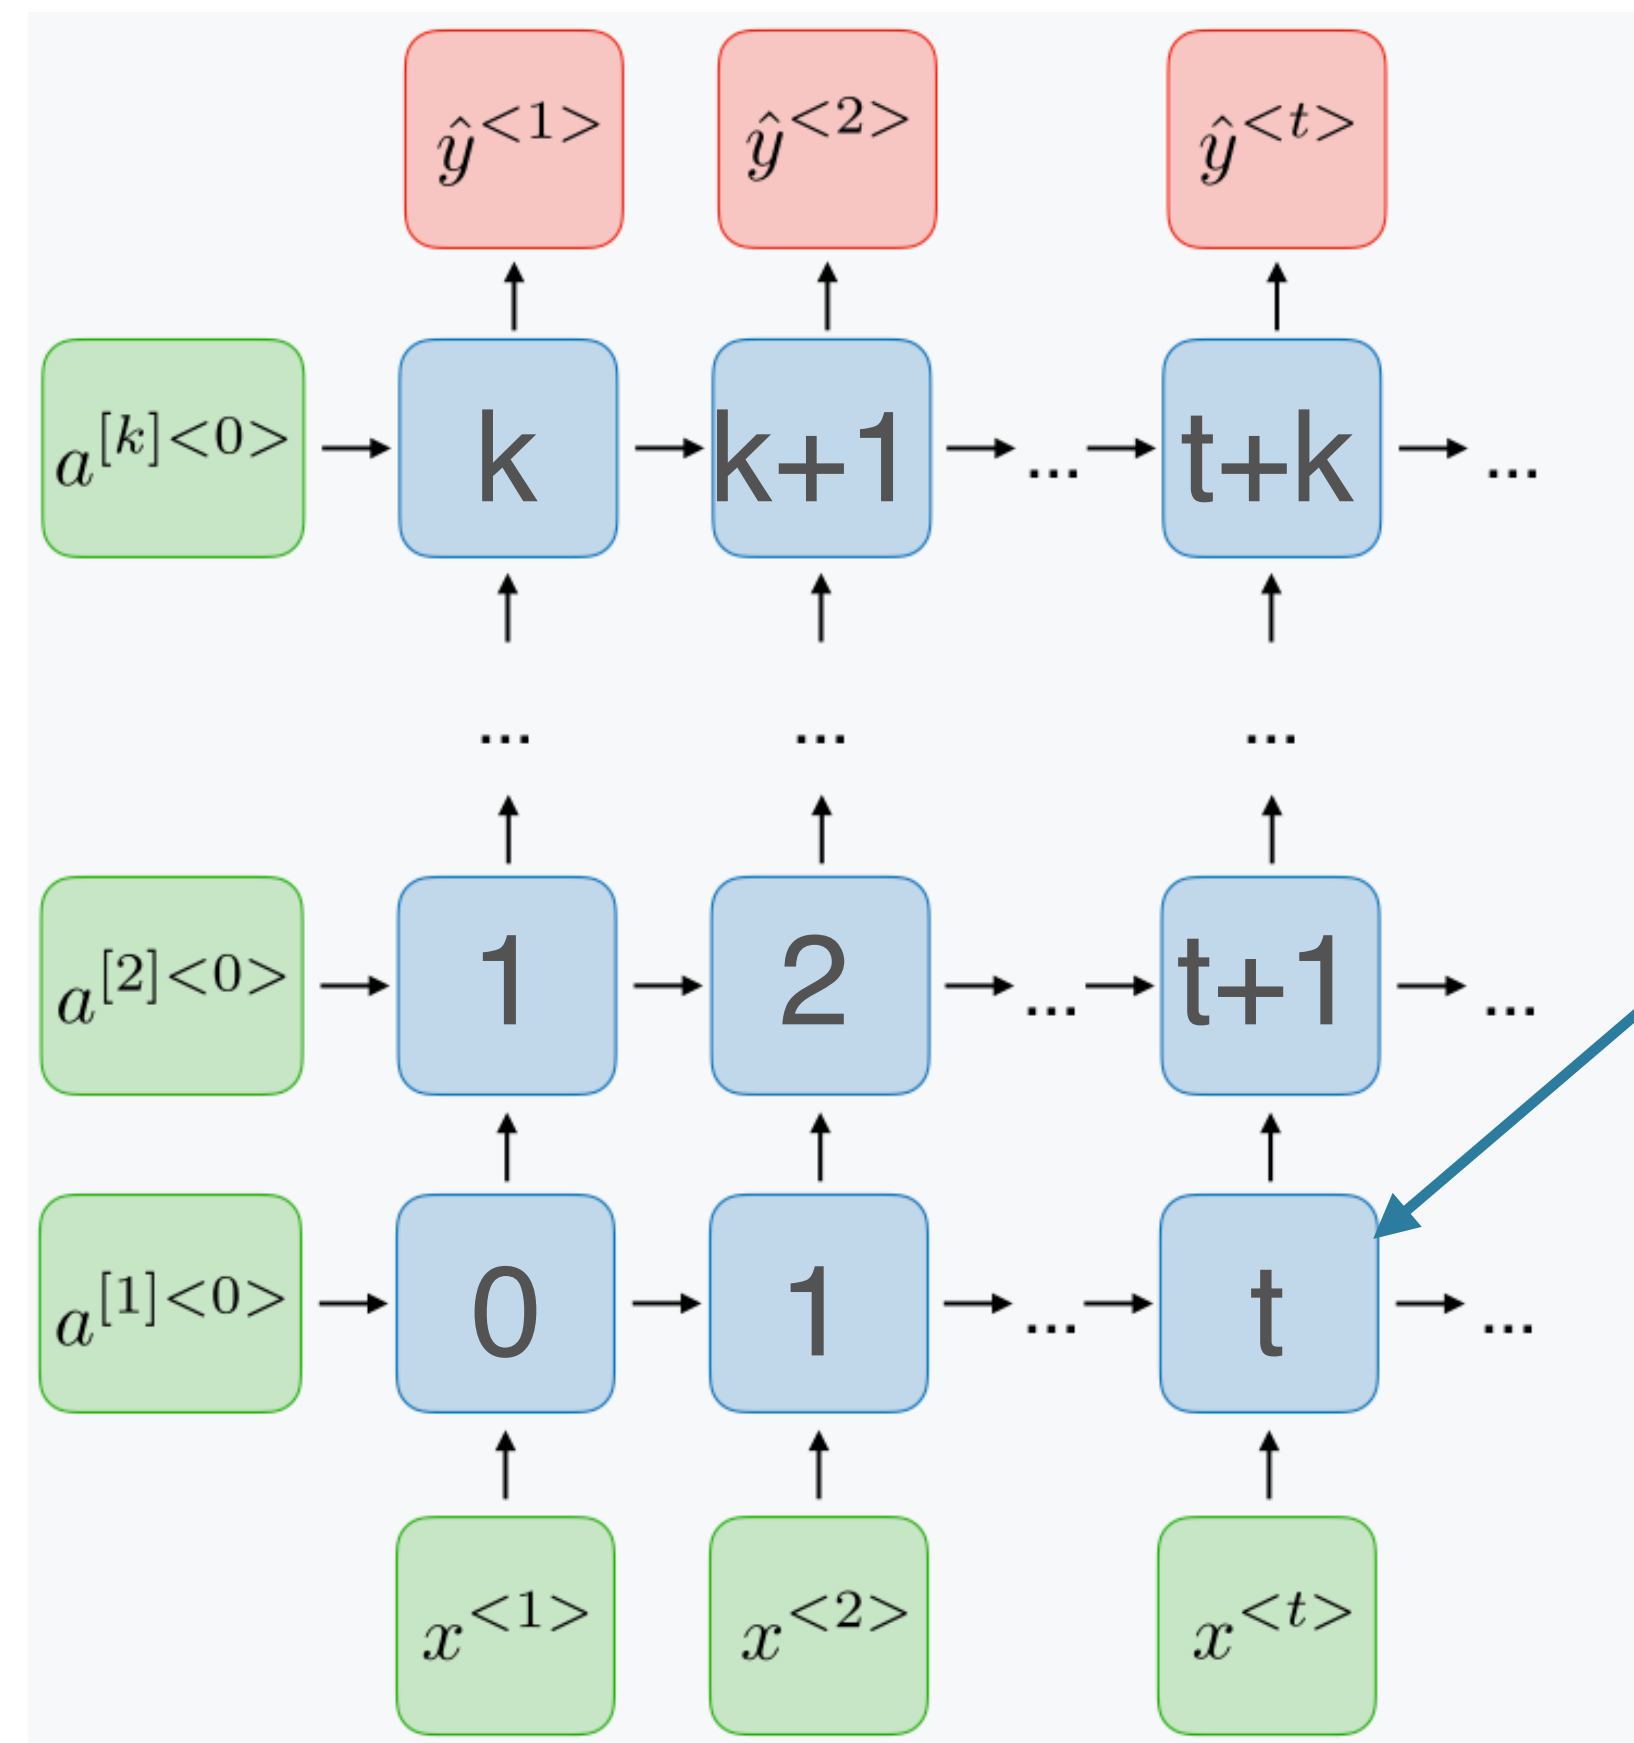 ŷ<1> ŷ<2> ŷ<t>
a[k]<0> k k+1 ... t+k ...
... ... ...
a[2]<0> 1 2 ... t+1 ...
a[1]<0> 0 1 ... t ...
x<1> x<2> x<t>